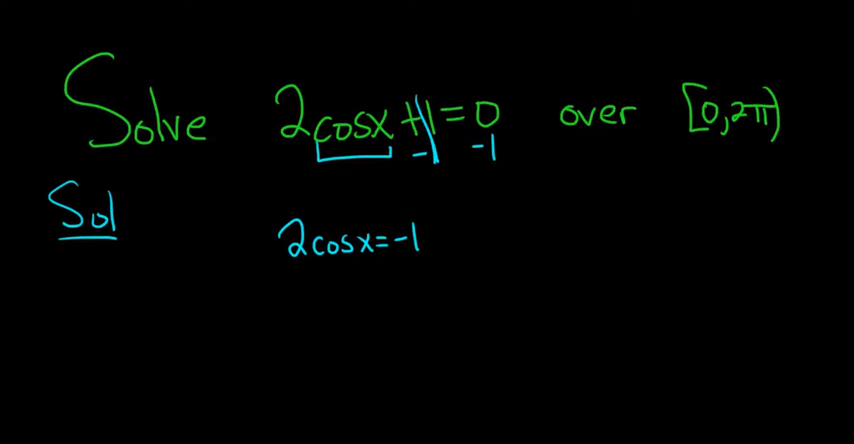 Solve 2cosx +1 = 0 over [0, 2π)
-1 -1
Sol
2cosx = -1